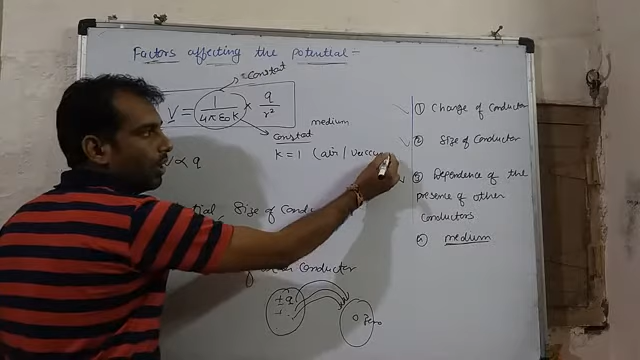 Factors affecting the potential -
= Constant
V = 1 / 4πε0k × q / r²
medium
Constant
k = 1 (air / vaccu
∝ q
Size of Cond
Conductor
± q
0 Zero
① Charge of Conductor
② Size of Conductor
③ Dependence of the
presence of other
conductors
④ medium